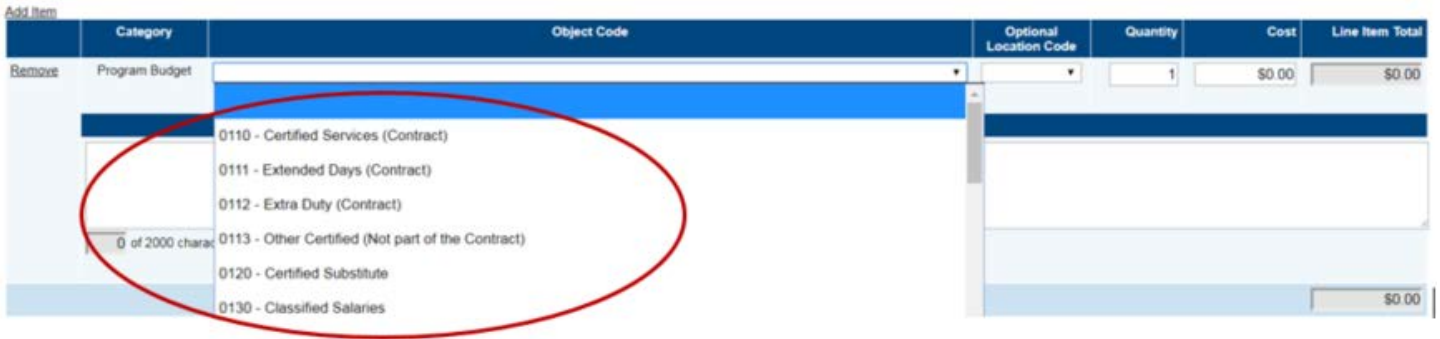 Add Item
Category Object Code Optional Location Code Quantity Cost Line Item Total
Remove Program Budget 1 $0.00 $0.00
0110 - Certified Services (Contract)
0111 - Extended Days (Contract)
0112 - Extra Duty (Contract)
0113 - Other Certified (Not part of the Contract)
0 of 2000 charac
0120 - Certified Substitute
0130 - Classified Salaries
$0.00